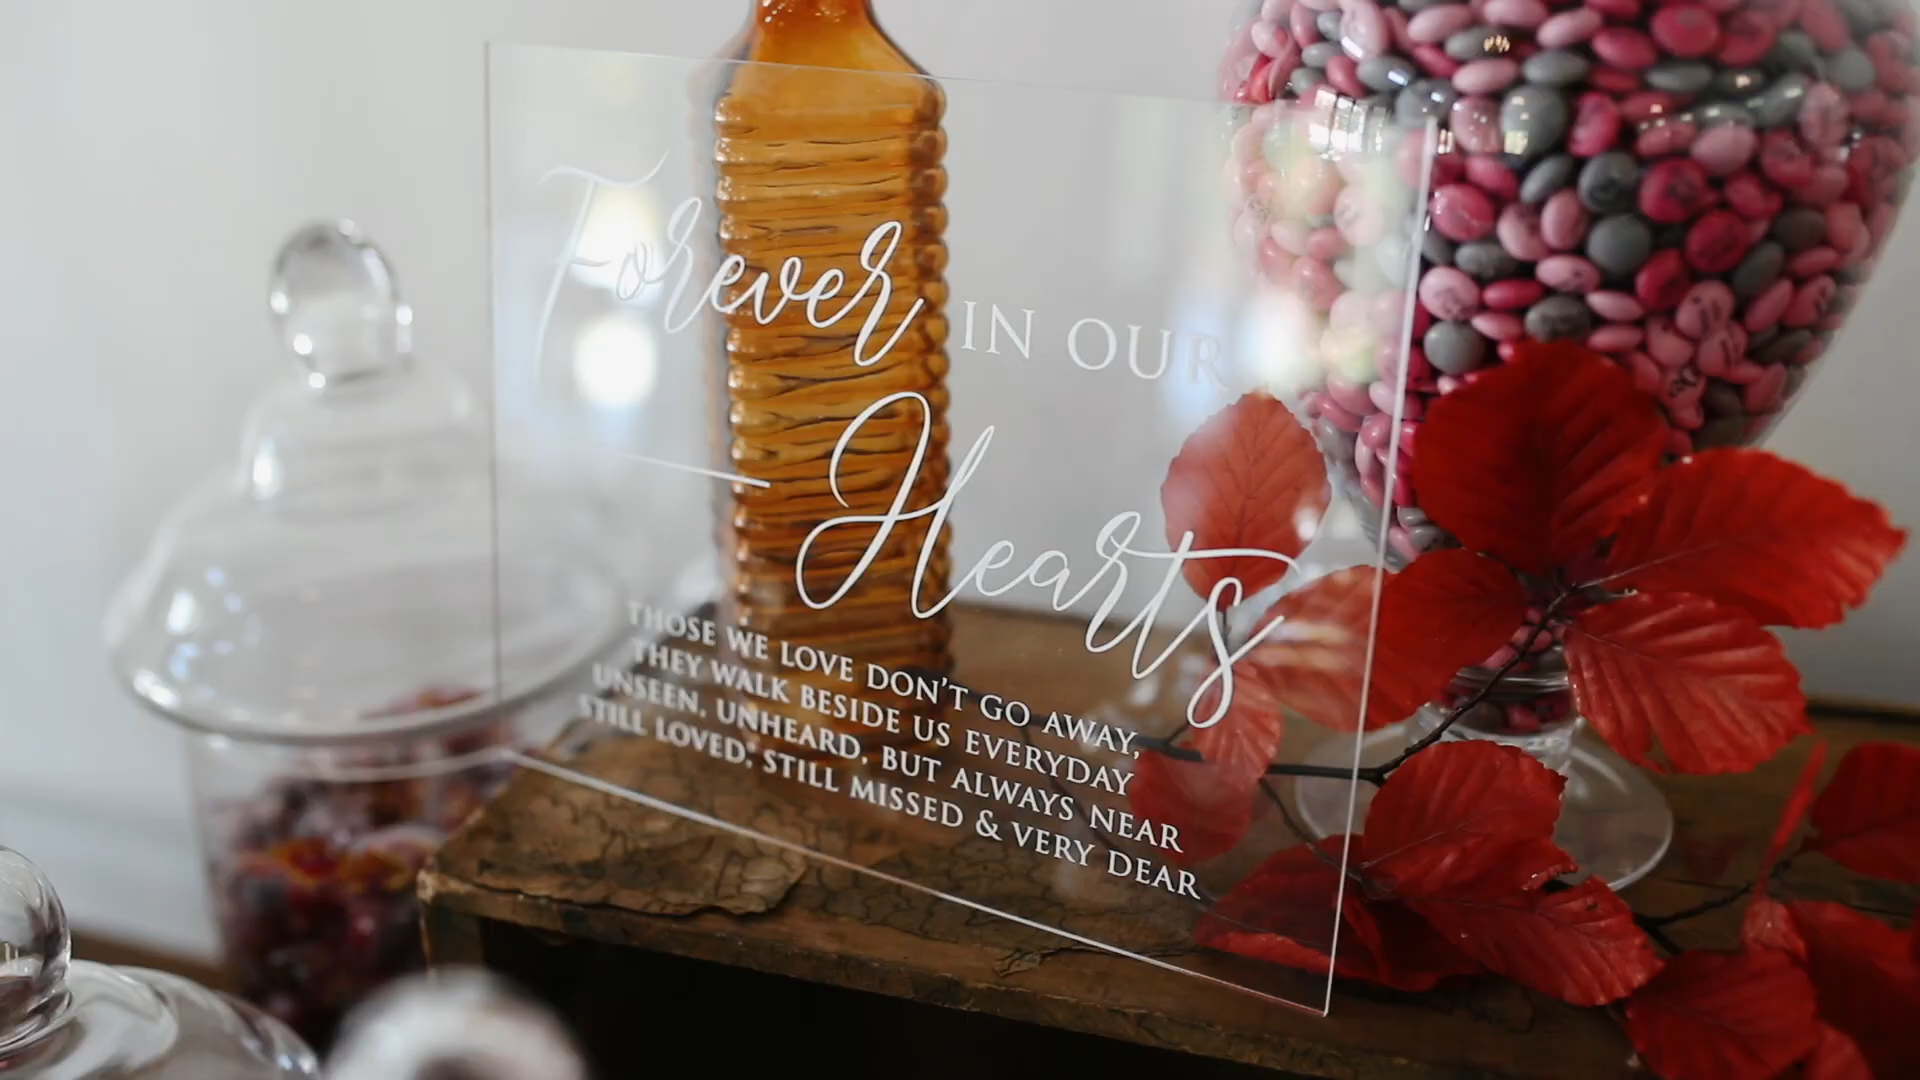 Forever IN OUR
Hearts
THOSE WE LOVE DON'T GO AWAY,
THEY WALK BESIDE US EVERYDAY
UNSEEN, UNHEARD, BUT ALWAYS NEAR
STILL LOVED, STILL MISSED & VERY DEAR